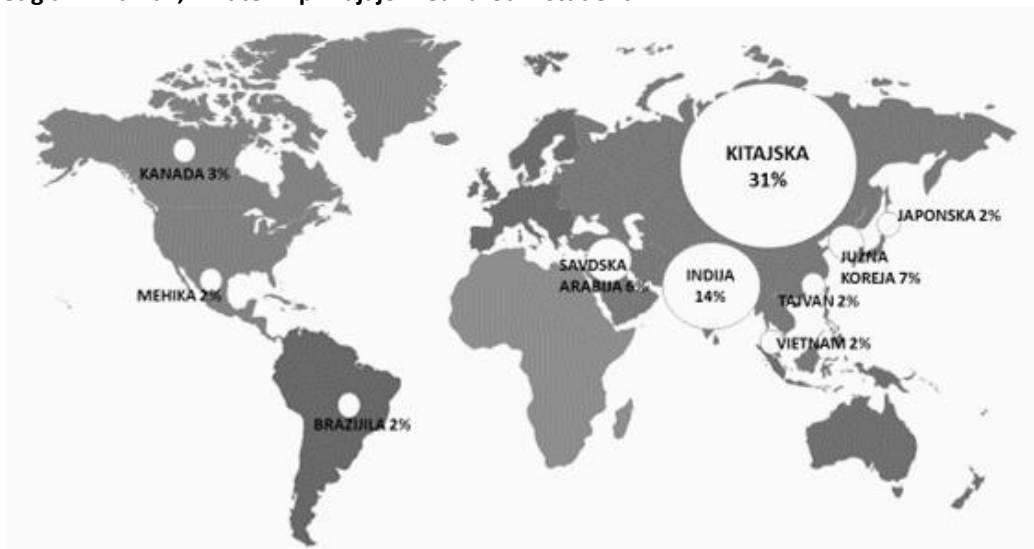 KANADA 3%
MEHIKA 2%
BRAZIJILA 2%
SAVDSKA
ARABIJA 6%
KITAJSKA
31%
INDIJA
14%
JAPONSKA 2%
JUŽNA
KOREJA 7%
TAJVAN 2%
VIETNAM 2%